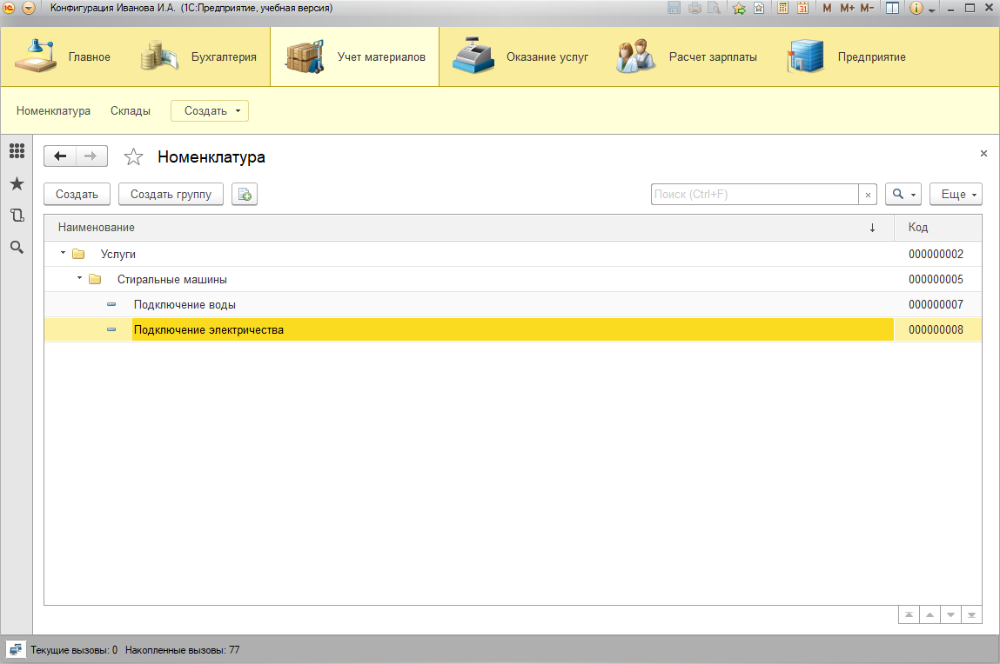 Конфигурация Иванова И.А. (1С:Предприятие, учебная версия)
31 M M+ M-
Главное Бухгалтерия Учет материалов Оказание услуг Расчет зарплаты Предприятие
Номенклатура Склады Создать
Номенклатура
Создать Создать группу Поиск (Ctrl+F) × Еще
Наименование ↓ Код
Услуги 000000002
Стиральные машины 000000005
Подключение воды 000000007
Подключение электричества 000000008
Текущие вызовы: 0 Накопленные вызовы: 77